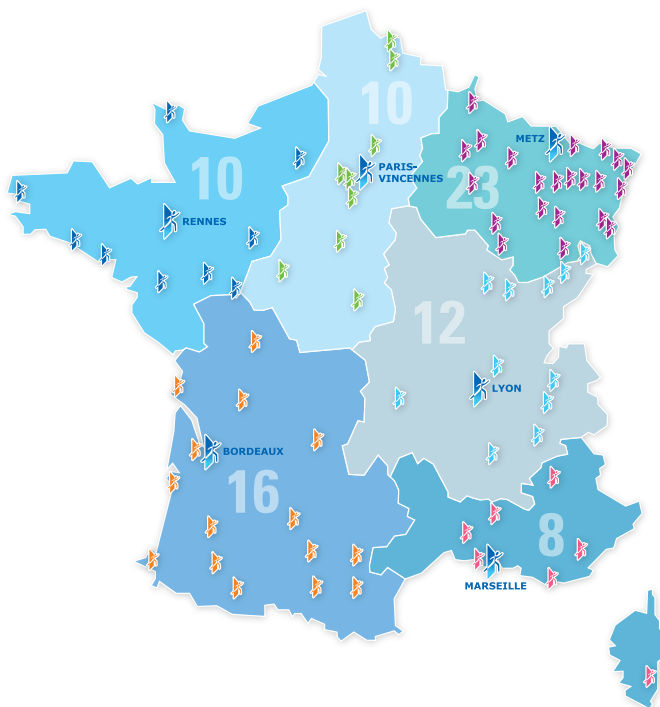 10
METZ
PARIS-
VINCENNES
10
23
RENNES
12
LYON
BORDEAUX
16
8
MARSEILLE